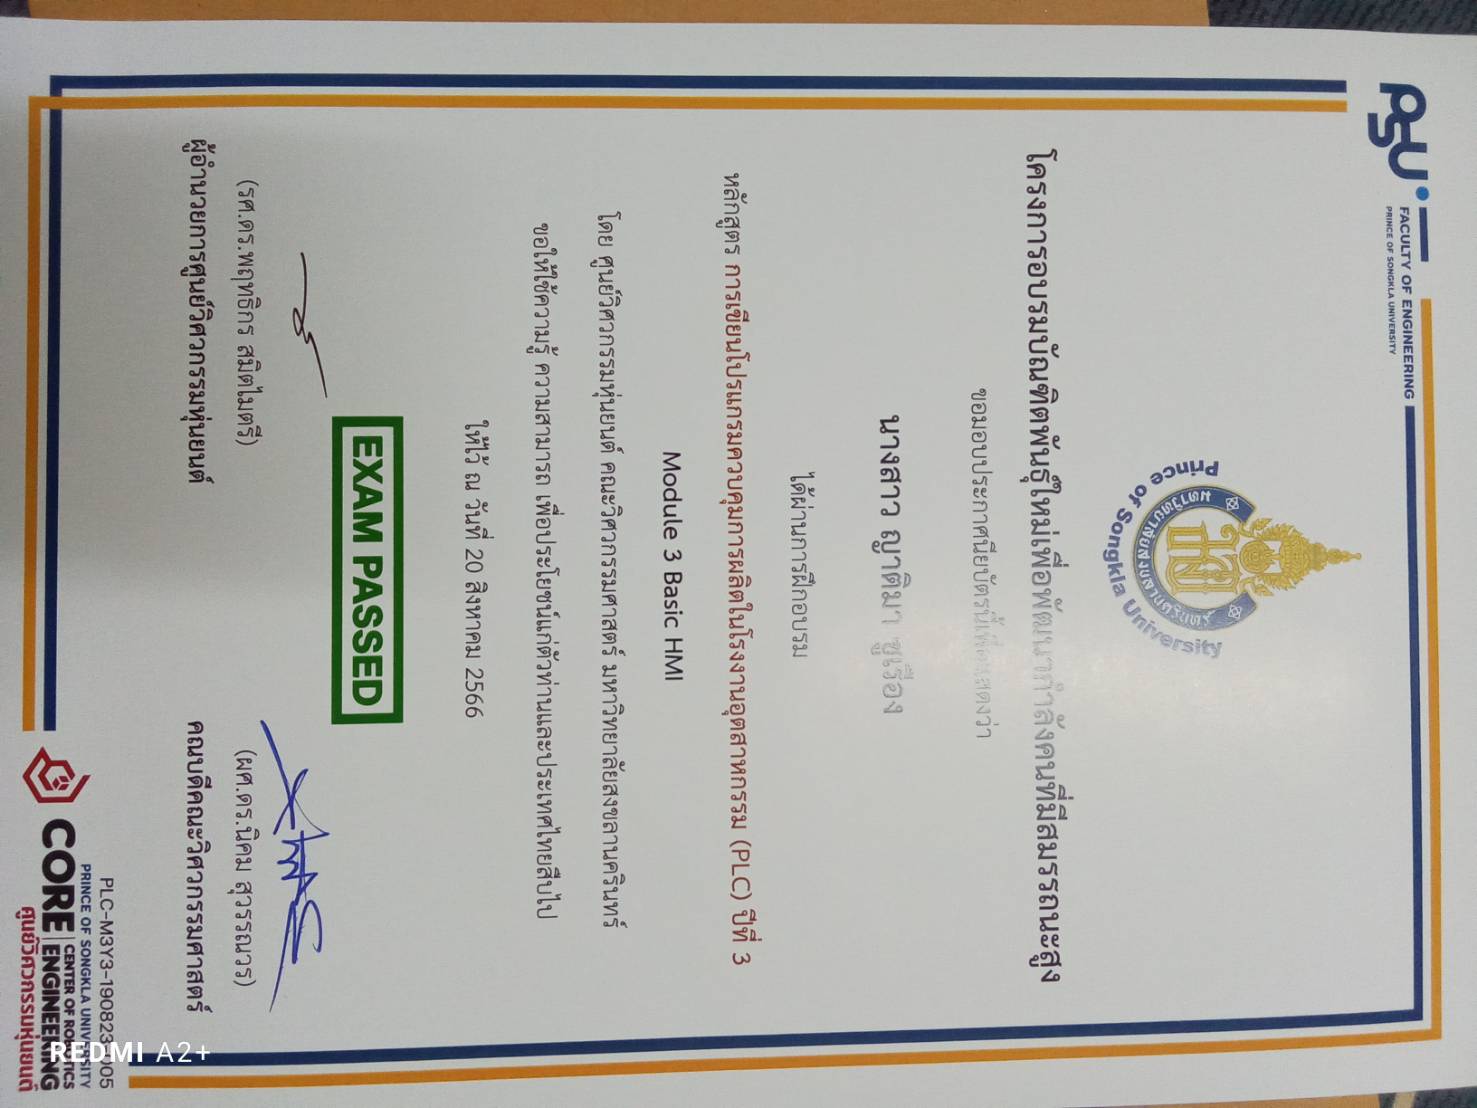 PSU
FACULTY OF ENGINEERING
PRINCE OF SONGKLA UNIVERSITY
มหาวิทยาลัยสงขลานครินทร์
Prince of Songkla University
โครงการอบรมบัณฑิตพันธุ์ใหม่เพื่อพัฒนากำลังคนที่มีสมรรถนะสูง
ขอมอบประกาศนียบัตรนี้เพื่อแสดงว่า
นางสาว ญาติมา ชูเรือง
ได้ผ่านการฝึกอบรม
หลักสูตร การเขียนโปรแกรมควบคุมการผลิตในโรงงานอุตสาหกรรม (PLC) ปีที่ 3
Module 3 Basic HMI
โดย ศูนย์วิศวกรรมหุ่นยนต์ คณะวิศวกรรมศาสตร์ มหาวิทยาลัยสงขลานครินทร์
ขอให้ใช้ความรู้ ความสามารถ เพื่อประโยชน์แก่ตัวท่านและประเทศไทยสืบไป
ให้ไว้ ณ วันที่ 20 สิงหาคม 2566
EXAM PASSED
(รศ.ดร.พฤทธิกร สมิตไมตรี)
ผู้อำนวยการศูนย์วิศวกรรมหุ่นยนต์
(ผศ.ดร.นิคม สุวรรณวร)
คณบดีคณะวิศวกรรมศาสตร์
PLC-M3Y3-190823-005
PRINCE OF SONGKLA UNIVERSITY
CORE CENTER OF ROBOTICS
ENGINEERING
ศูนย์วิศวกรรมหุ่นยนต์
REDMI A2+